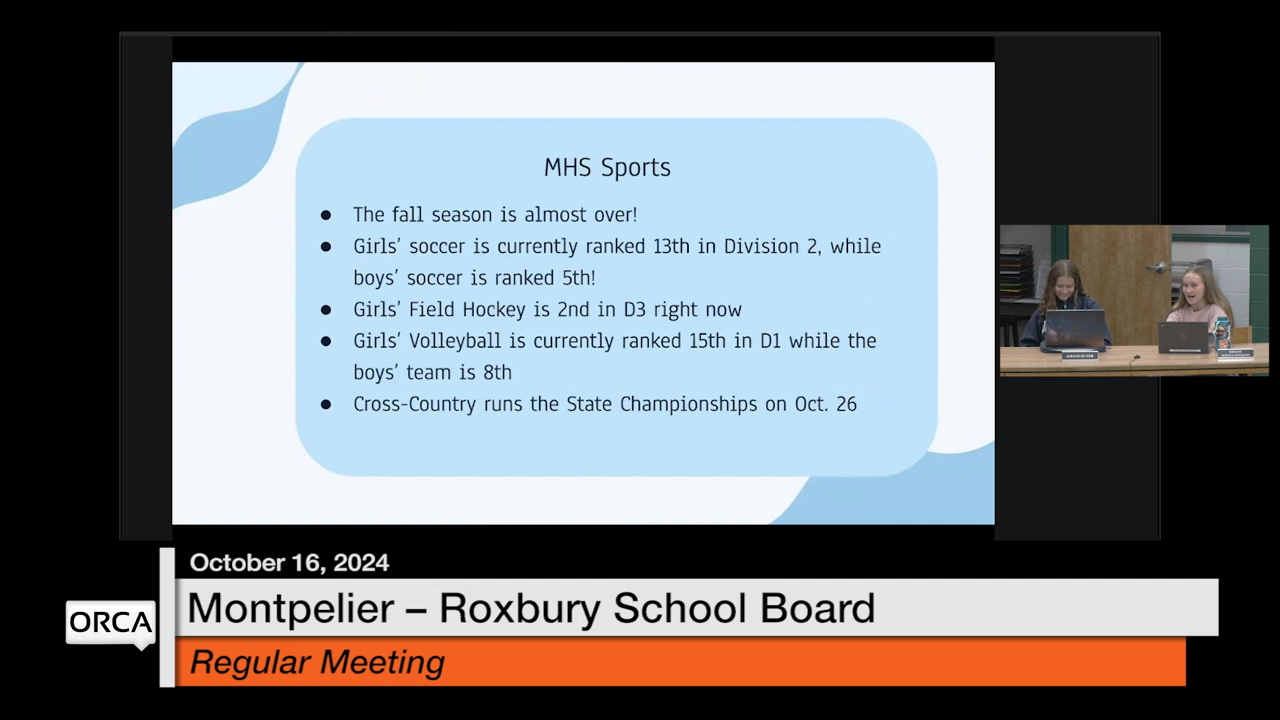 MHS Sports
● The fall season is almost over!
● Girls' soccer is currently ranked 13th in Division 2, while
boys' soccer is ranked 5th!
● Girls' Field Hockey is 2nd in D3 right now
● Girls' Volleyball is currently ranked 15th in D1 while the
boys' team is 8th
● Cross-Country runs the State Championships on Oct. 26
October 16, 2024
ORCA
Montpelier – Roxbury School Board
Regular Meeting